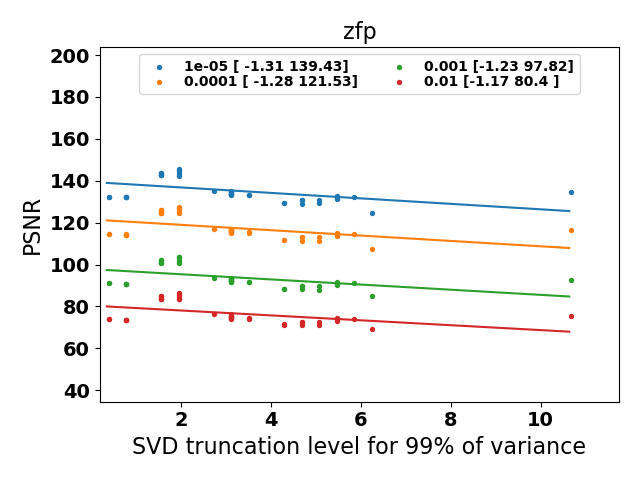 zfp
1e-05 [ -1.31 139.43]
0.0001 [ -1.28 121.53]
0.001 [-1.23 97.82]
0.01 [-1.17 80.4 ]
PSNR
200
180
160
140
120
100
80
60
40
2 4 6 8 10
SVD truncation level for 99% of variance